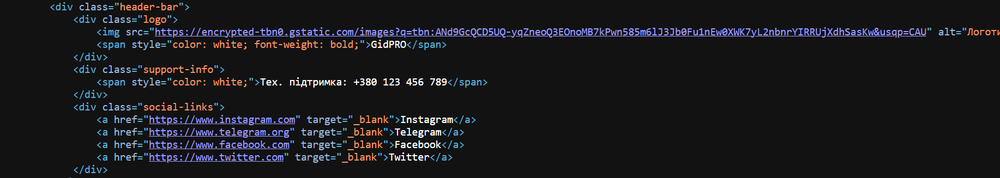 <div class="header-bar">
<div class="logo">
<img src="https://encrypted-tbn0.gstatic.com/images?q=tbn:ANd9GcQCD5UQ-yqZneoQ3EOnoMB7kPwn585m6lJ3Jb0Fu1nEw0XWK7yL2nbnrYIRRUjXdhSasKw&usqp=CAU" alt="Логоти
<span style="color: white; font-weight: bold;">GidPRO</span>
</div>
<div class="support-info">
<span style="color: white;">Тех. підтримка: +380 123 456 789</span>
</div>
<div class="social-links">
<a href="https://www.instagram.com" target="_blank">Instagram</a>
<a href="https://www.telegram.org" target="_blank">Telegram</a>
<a href="https://www.facebook.com" target="_blank">Facebook</a>
<a href="https://www.twitter.com" target="_blank">Twitter</a>
</div>